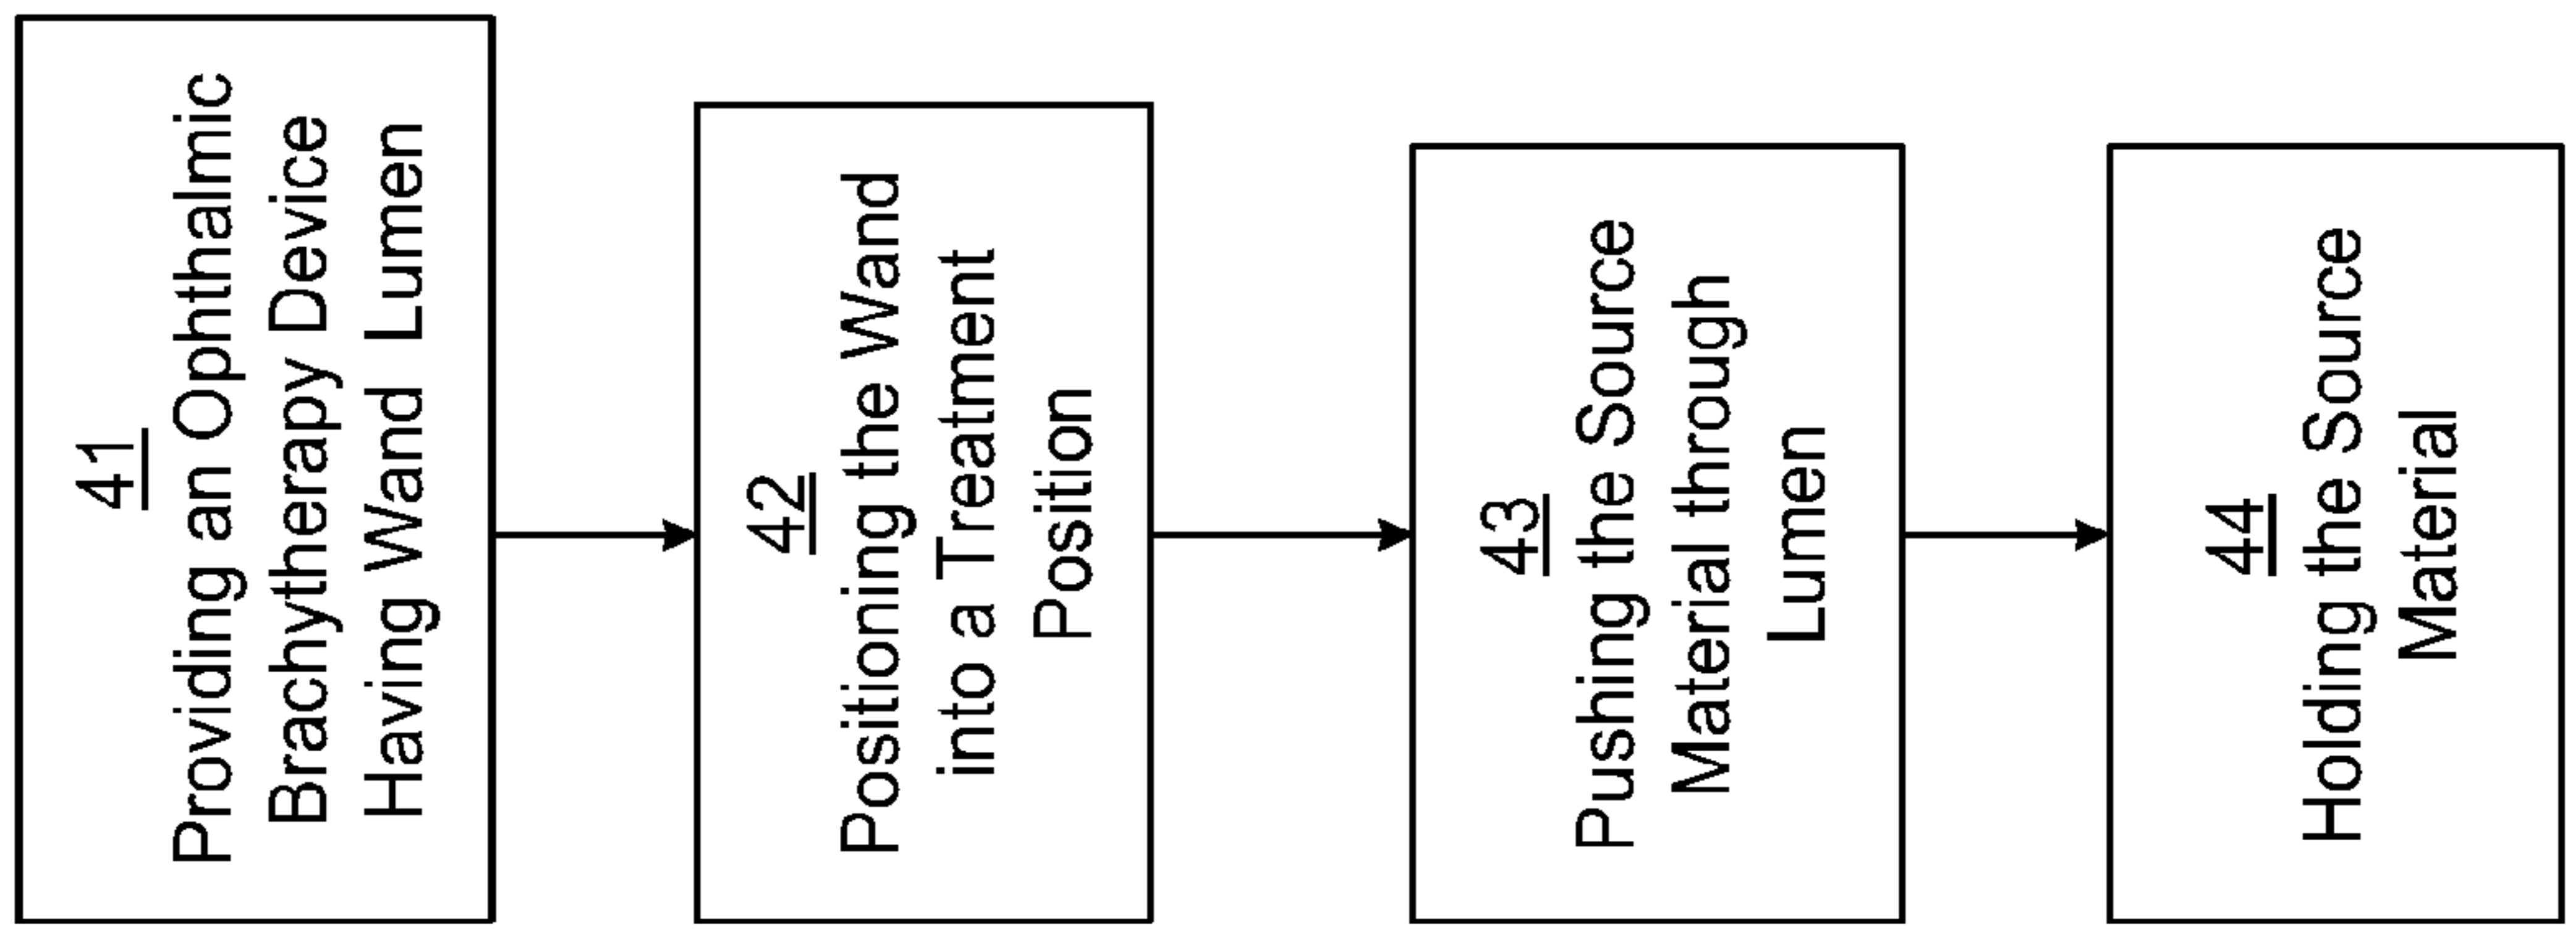 41
Providing an Ophthalmic
Brachytherapy Device
Having Wand Lumen
42
Positioning the Wand
into a Treatment
Position
43
Pushing the Source
Material through
Lumen
44
Holding the Source
Material